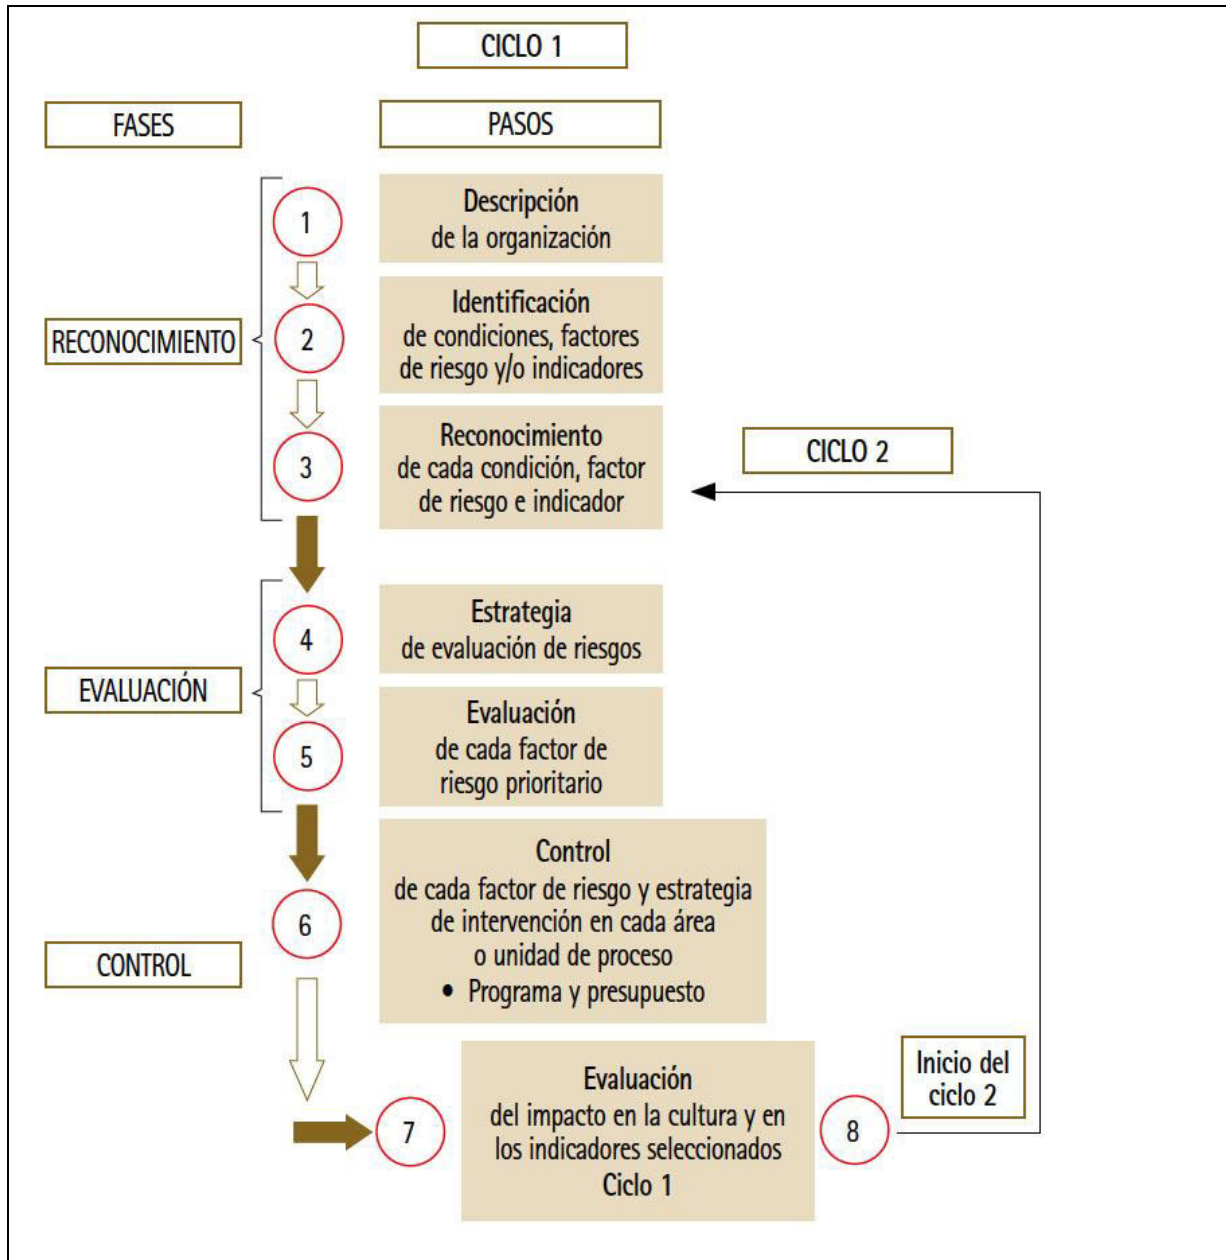 CICLO 1
FASES
PASOS
1
Descripción
de la organización
RECONOCIMIENTO
2
Identificación
de condiciones, factores
de riesgo y/o indicadores
3
Reconocimiento
de cada condición, factor
de riesgo e indicador
CICLO 2
EVALUACIÓN
4
Estrategia
de evaluación de riesgos
5
Evaluación
de cada factor de
riesgo prioritario
CONTROL
6
Control
de cada factor de riesgo y estrategia
de intervención en cada área
o unidad de proceso
• Programa y presupuesto
7
Evaluación
del impacto en la cultura y en
los indicadores seleccionados
Ciclo 1
8
Inicio del
ciclo 2